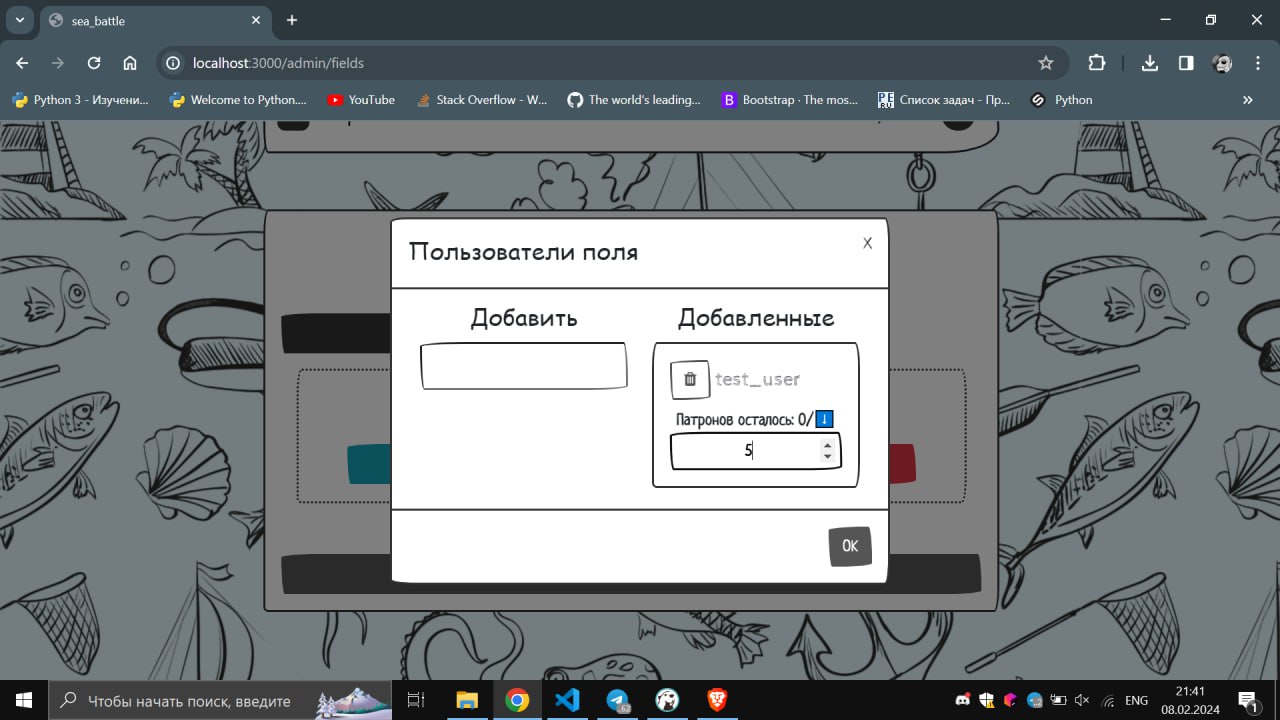 sea_battle
localhost:3000/admin/fields
Python 3 - Изучени...
Welcome to Python....
YouTube
Stack Overflow - W...
The world's leading...
Bootstrap · The mos...
Список задач - Пр...
Python
Пользователи поля
X
Добавить
Добавленные
test_user
Патронов осталось: 0/
5
OK
Чтобы начать поиск, введите
62
ENG
21:41
08.02.2024
1